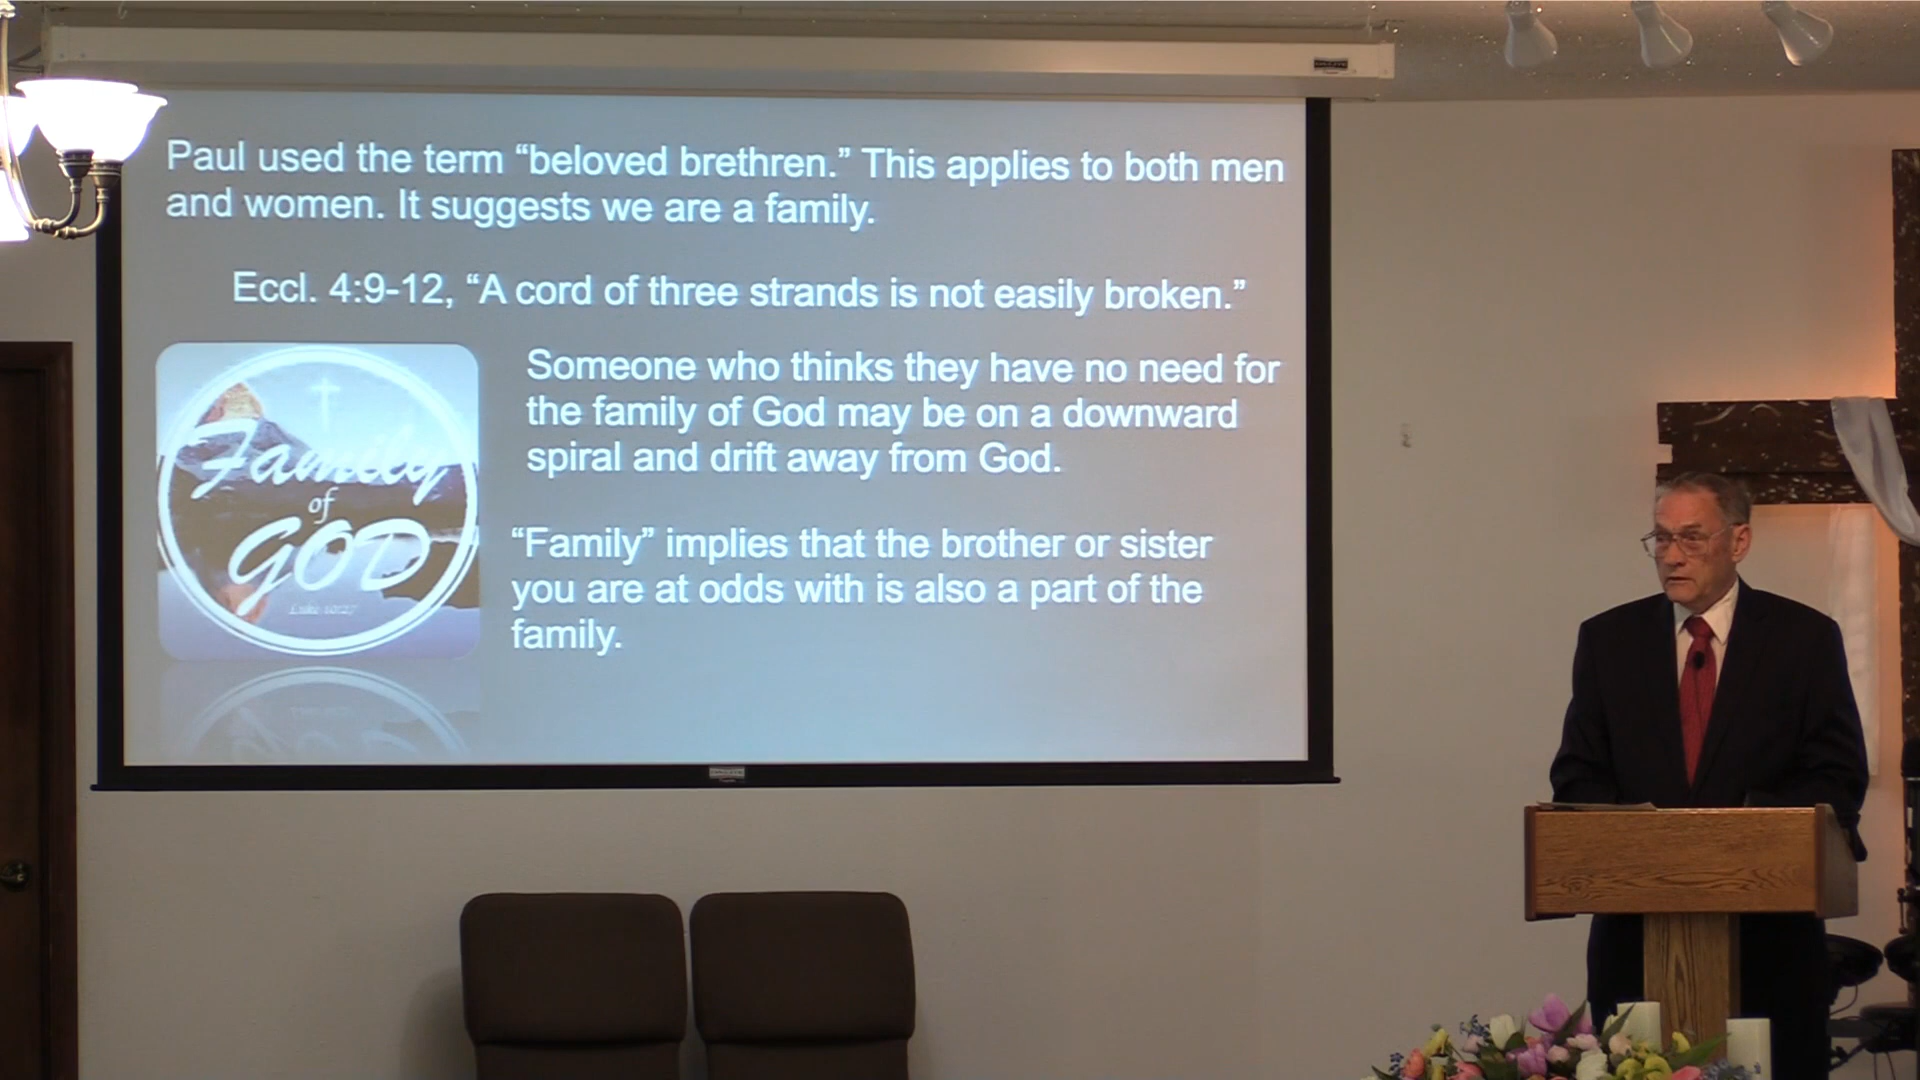 Paul used the term “beloved brethren.” This applies to both men
and women. It suggests we are a family.
Eccl. 4:9-12, “A cord of three strands is not easily broken.”
Someone who thinks they have no need for
the family of God may be on a downward
spiral and drift away from God.
“Family” implies that the brother or sister
you are at odds with is also a part of the
family.
Family
of
GOD
Luke 10:27